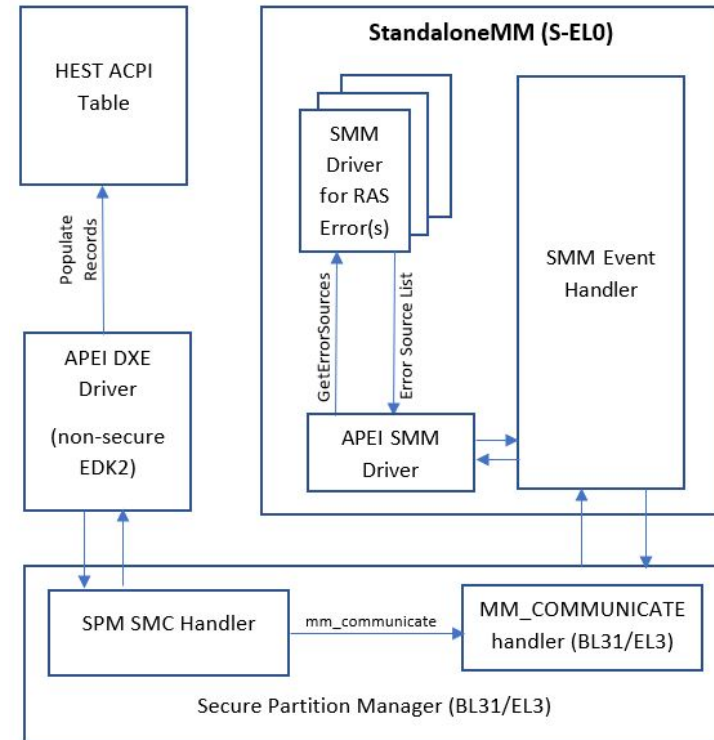 HEST ACPI
Table
Populate
Records
APEI DXE
Driver
(non-secure
EDK2)
StandaloneMM (S-EL0)
SMM
Driver
for RAS
Error(s)
GetErrorSources
Error Source List
APEI SMM
Driver
SMM Event
Handler
SPM SMC Handler
mm_communicate
MM_COMMUNICATE
handler (BL31/EL3)
Secure Partition Manager (BL31/EL3)